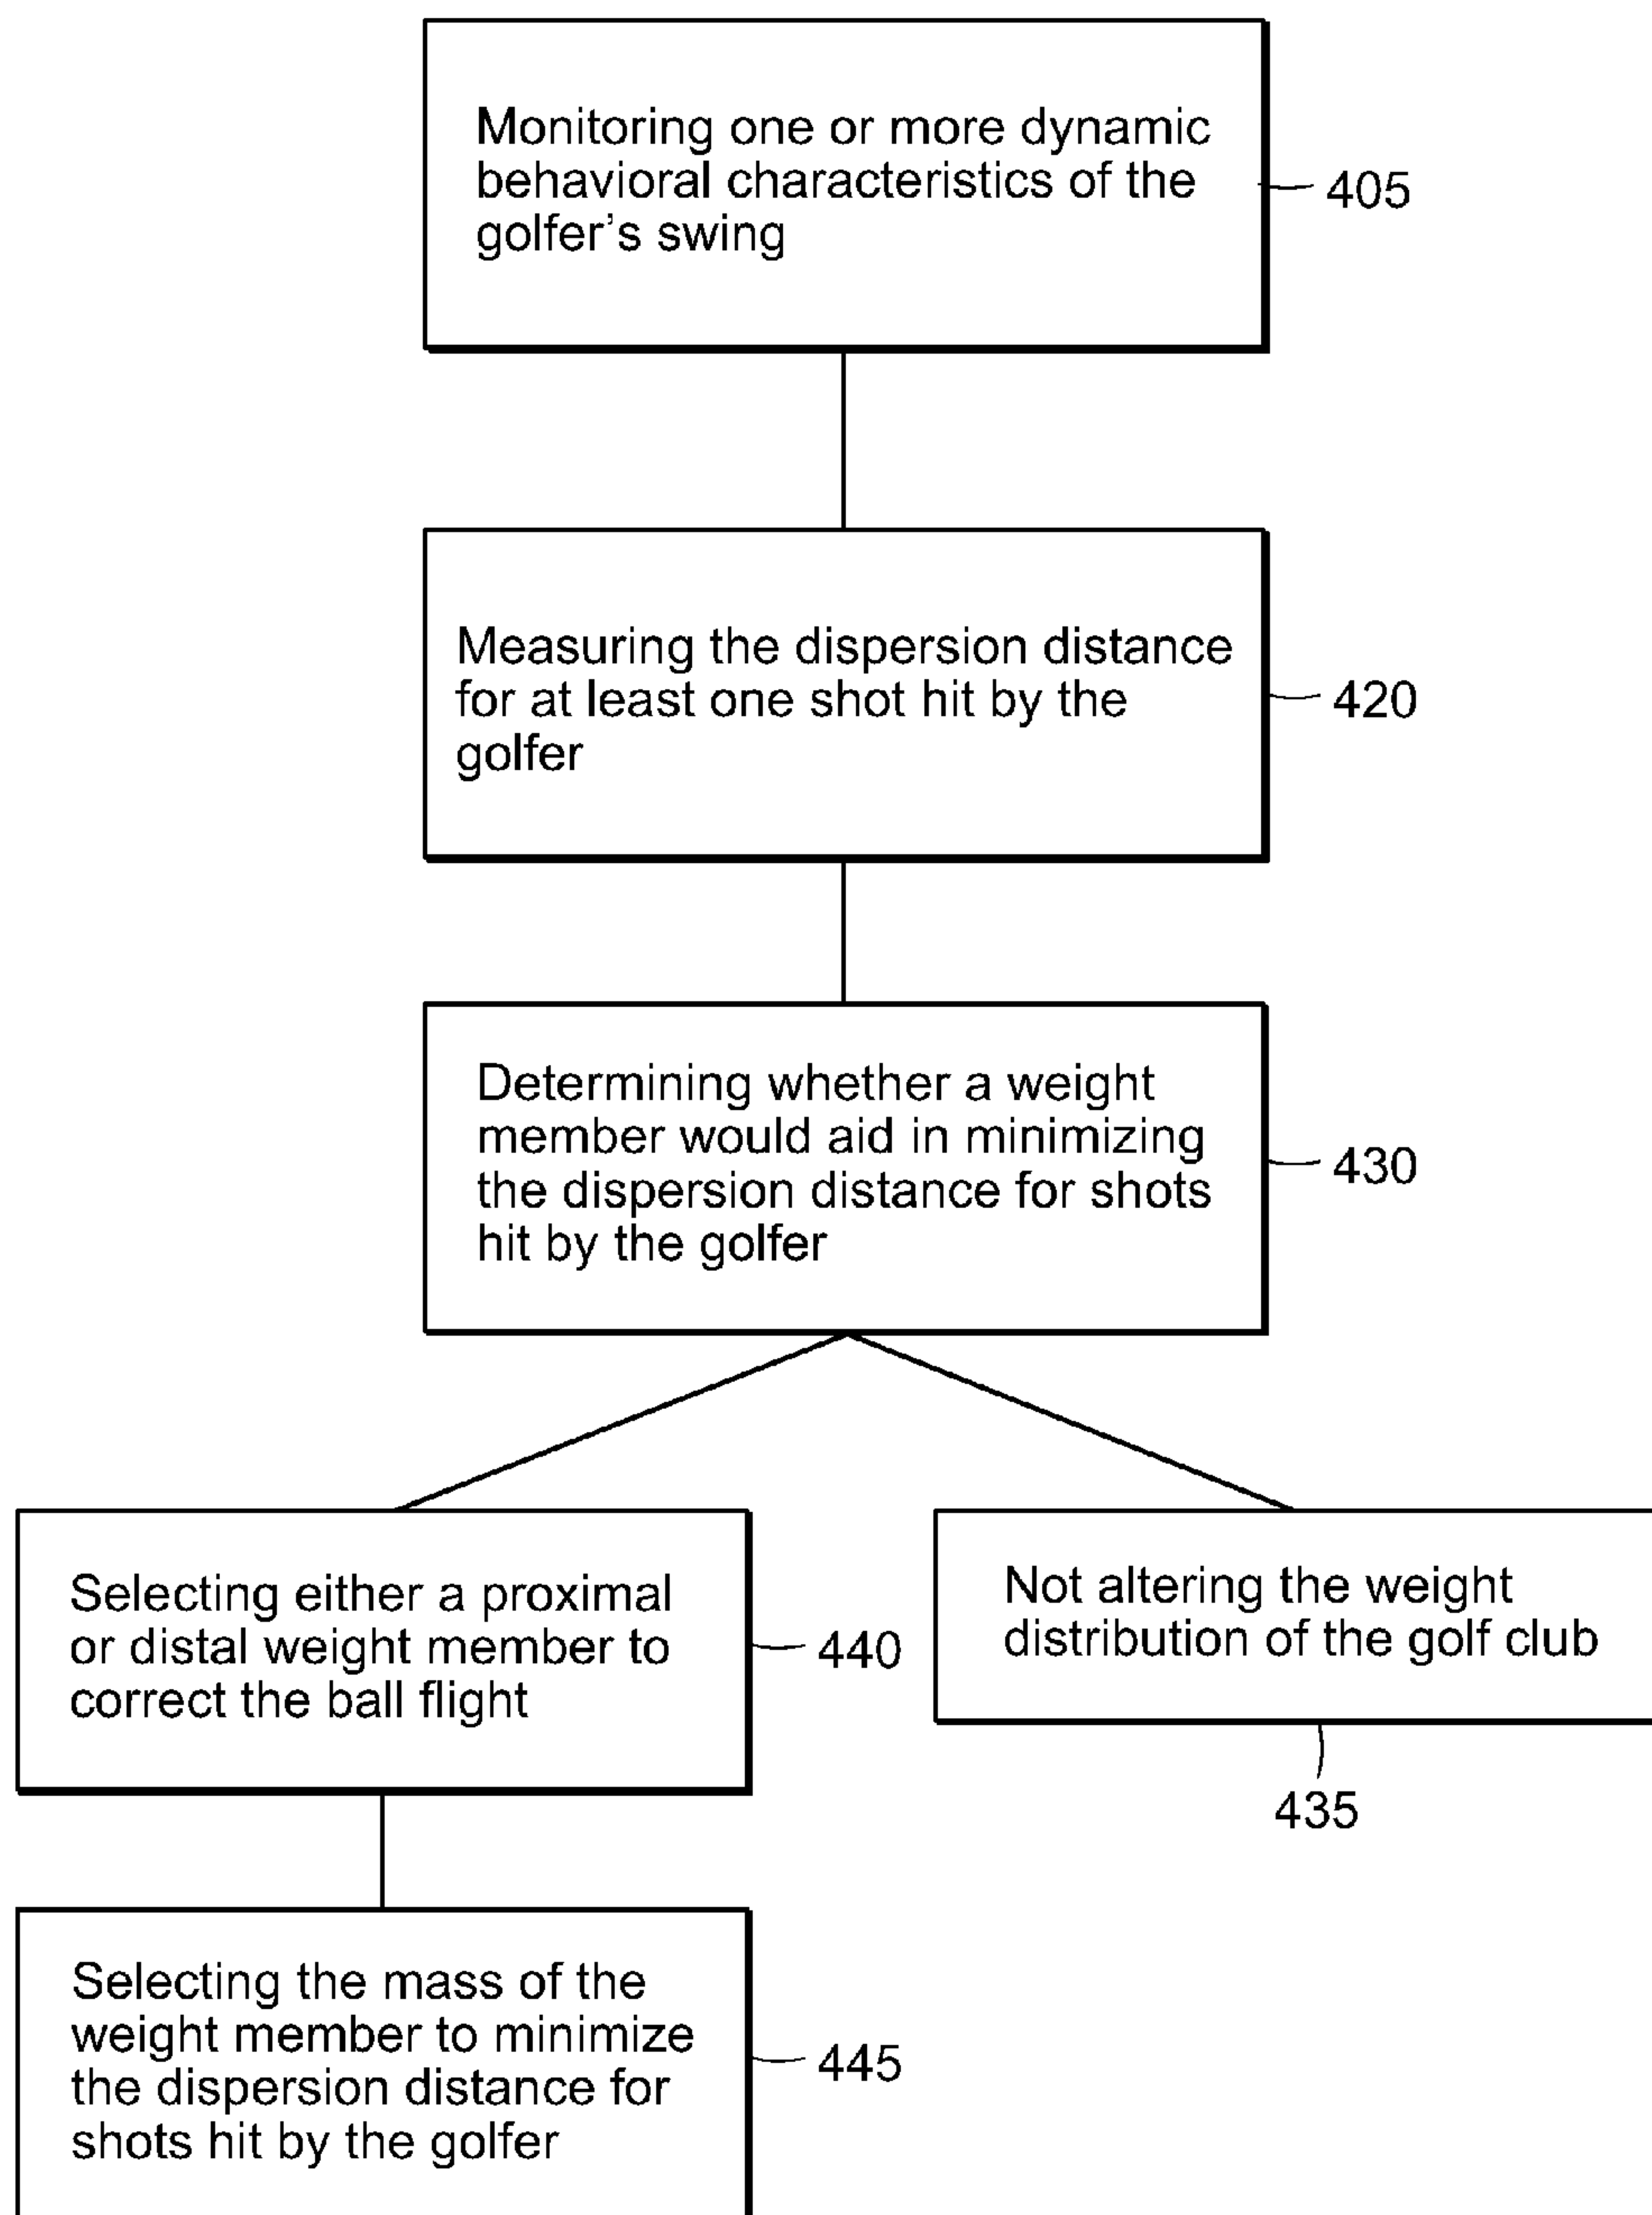 Monitoring one or more dynamic
behavioral characteristics of the
golfer’s swing
405
Measuring the dispersion distance
for at least one shot hit by the
golfer
420
Determining whether a weight
member would aid in minimizing
the dispersion distance for shots
hit by the golfer
430
Selecting either a proximal
or distal weight member to
correct the ball flight
440
Not altering the weight
distribution of the golf club
435
Selecting the mass of the
weight member to minimize
the dispersion distance for
shots hit by the golfer
445